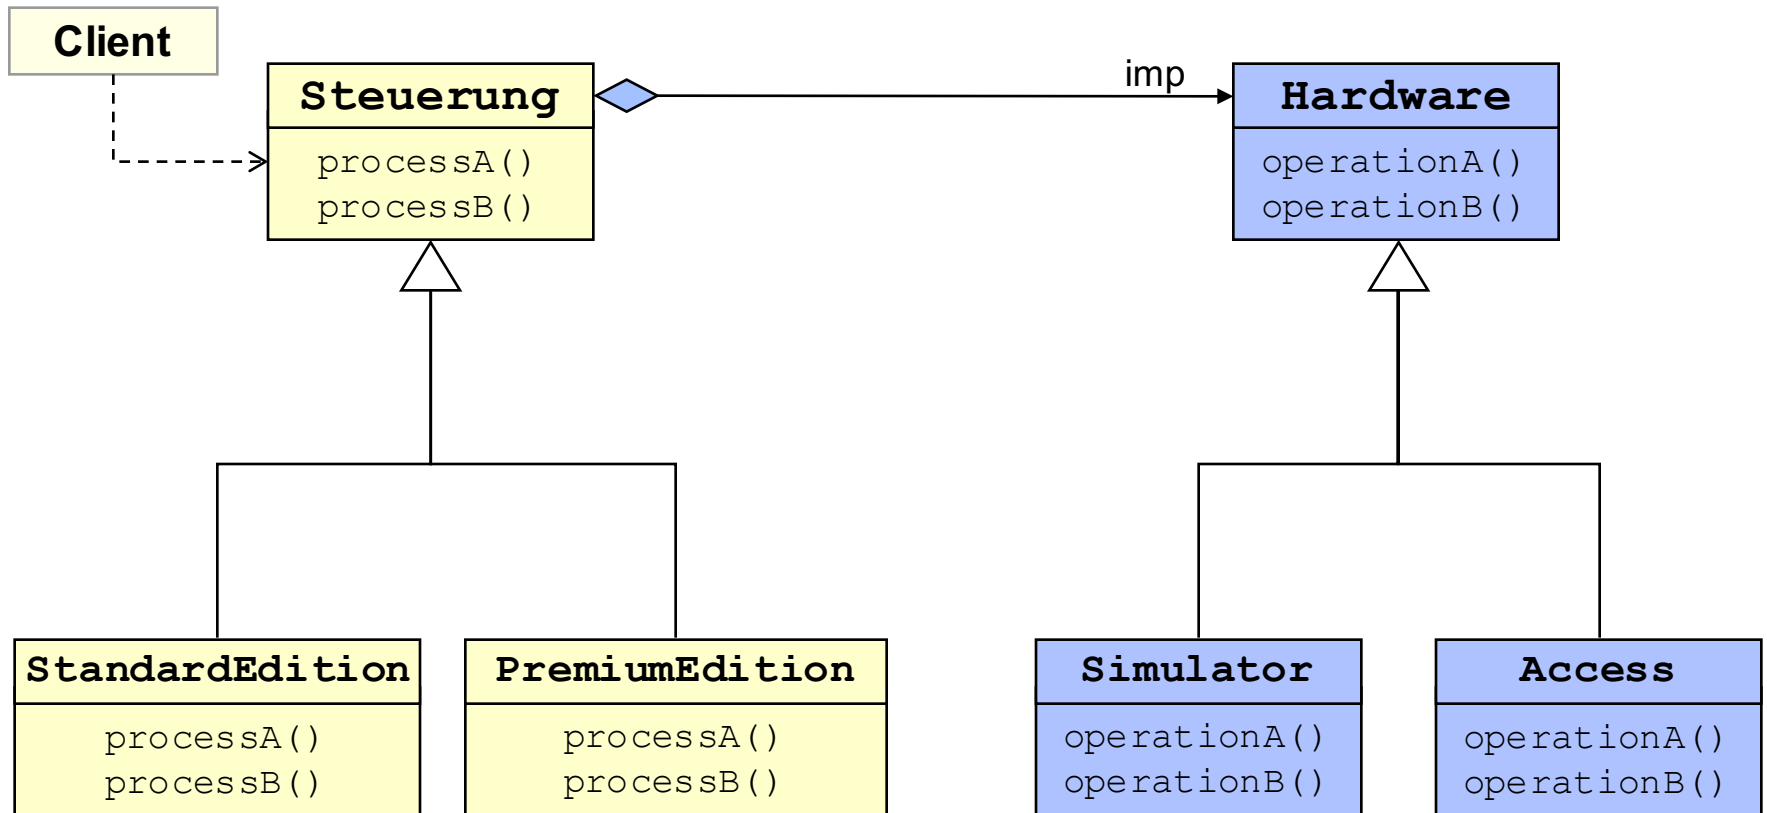 Client
Steuerung
processA()
processB()
imp
Hardware
operationA()
operationB()
StandardEdition
processA()
processB()
PremiumEdition
processA()
processB()
Simulator
operationA()
operationB()
Access
operationA()
operationB()